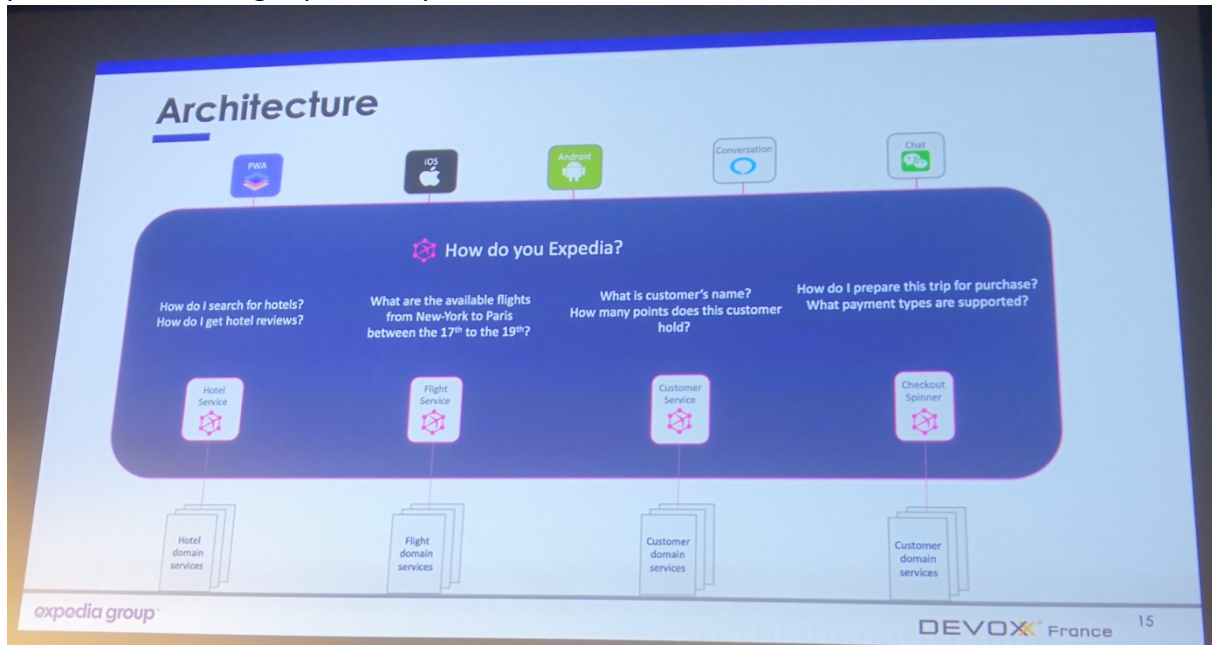 Architecture
PWA
iOS
Android
Conversation
Chat
How do you Expedia?
How do I search for hotels?
How do I get hotel reviews?
What are the available flights
from New-York to Paris
between the 17th to the 19th?
What is customer's name?
How many points does this customer
hold?
How do I prepare this trip for purchase?
What payment types are supported?
Hotel
Service
Flight
Service
Customer
Service
Checkout
Spinner
Hotel
domain
services
Flight
domain
services
Customer
domain
services
Customer
domain
services
expedia group
DEVOXX France
15